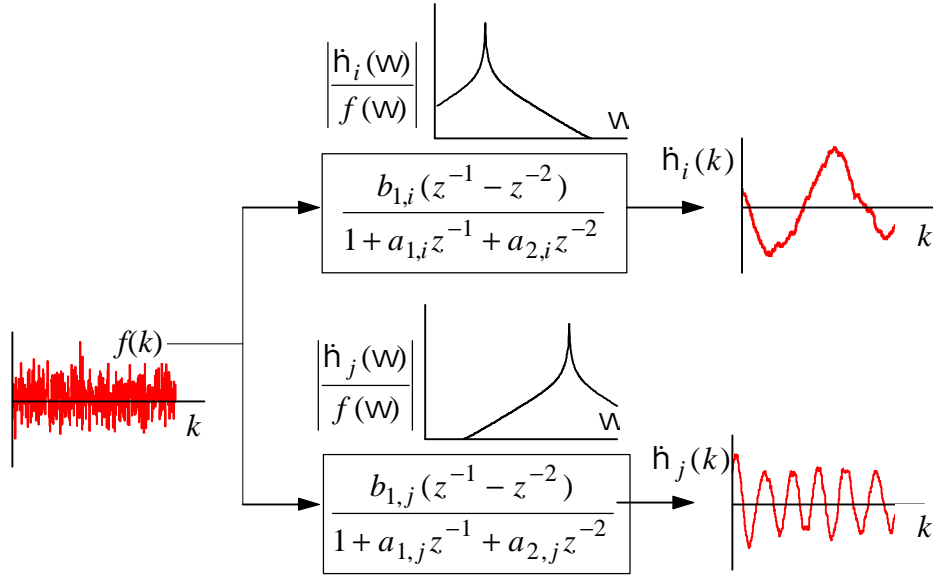 |ḣ_i(w)/f(w)|
w
b_{1,i}(z^{-1} − z^{-2})
1 + a_{1,i}z^{-1} + a_{2,i}z^{-2}
ḣ_i(k)
k
f(k)
k
|ḣ_j(w)/f(w)|
w
b_{1,j}(z^{-1} − z^{-2})
1 + a_{1,j}z^{-1} + a_{2,j}z^{-2}
ḣ_j(k)
k